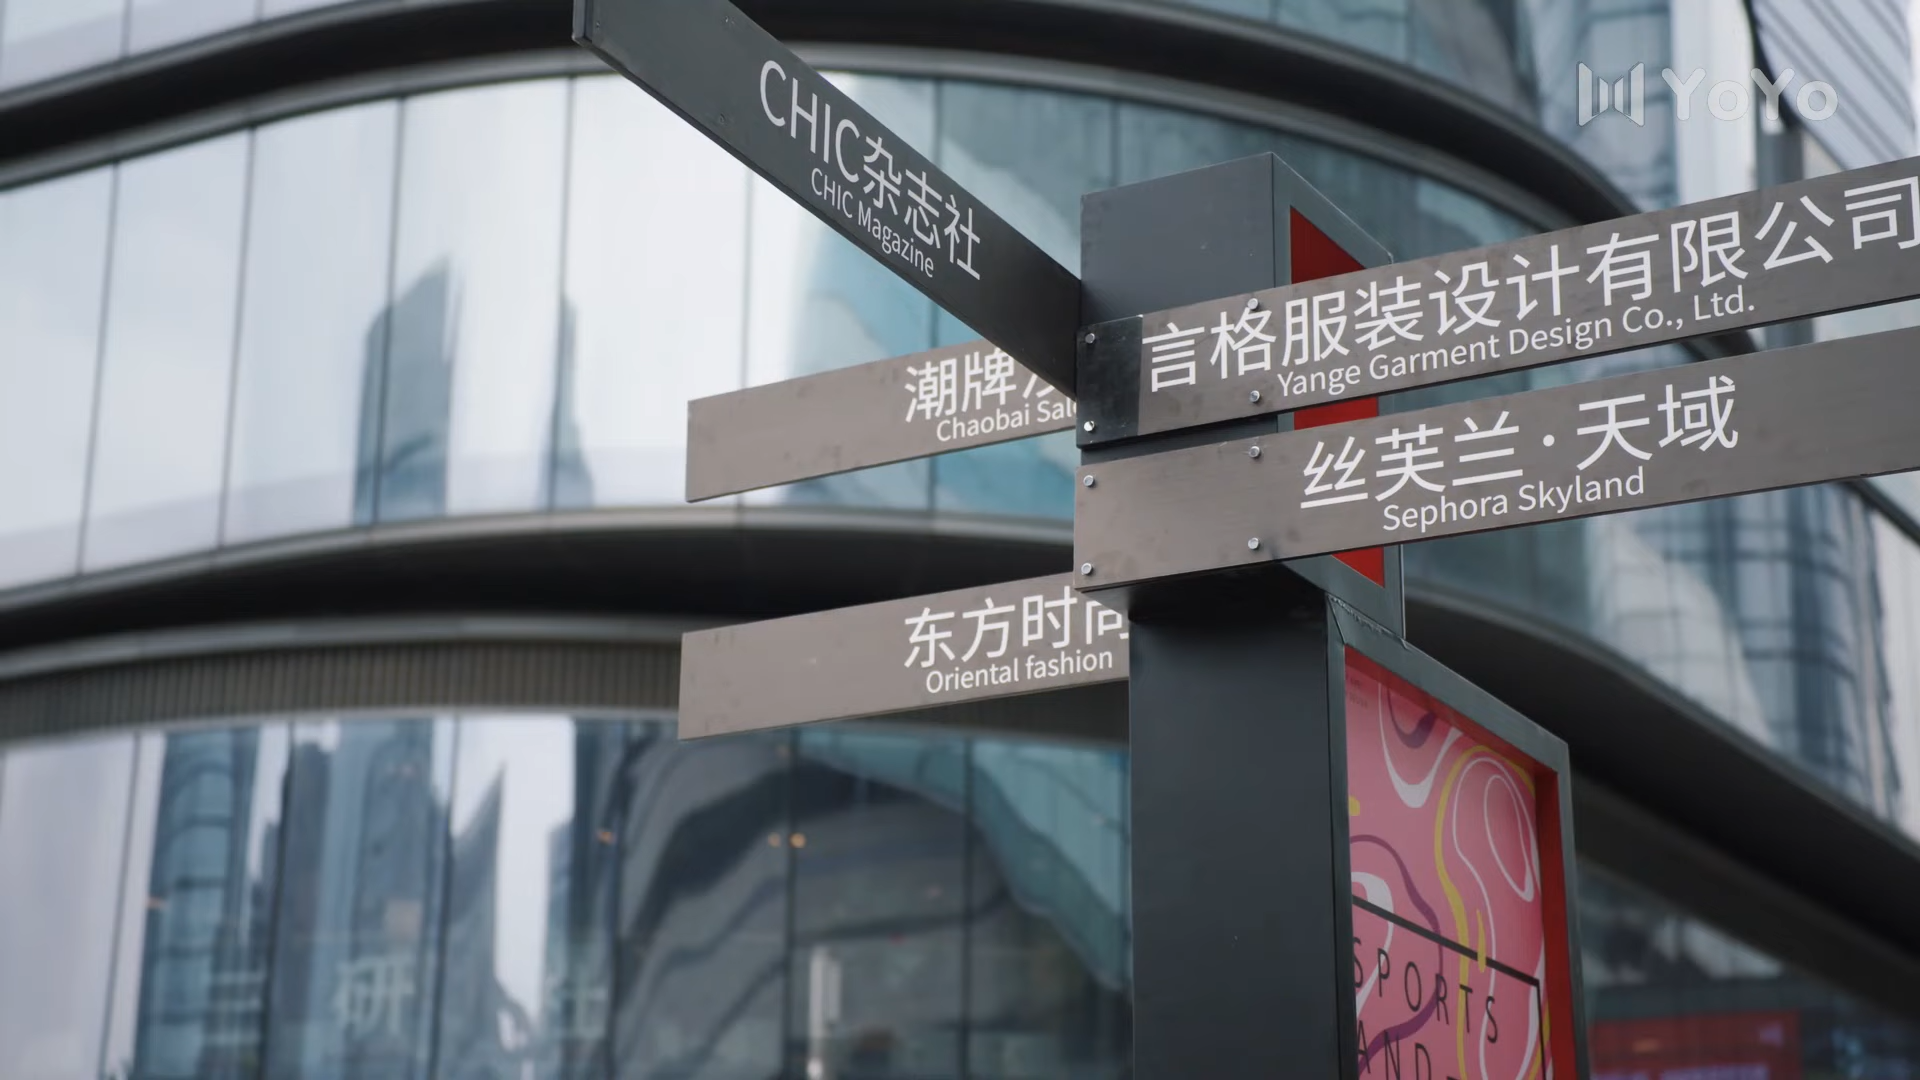 YoYo
CHIC杂志社
CHIC Magazine
言格服装设计有限公司
Yange Garment Design Co., Ltd.
潮牌
Chaobai
丝芙兰·天域
Sephora Skyland
东方时尚
Oriental fashion
SPORTS
AND